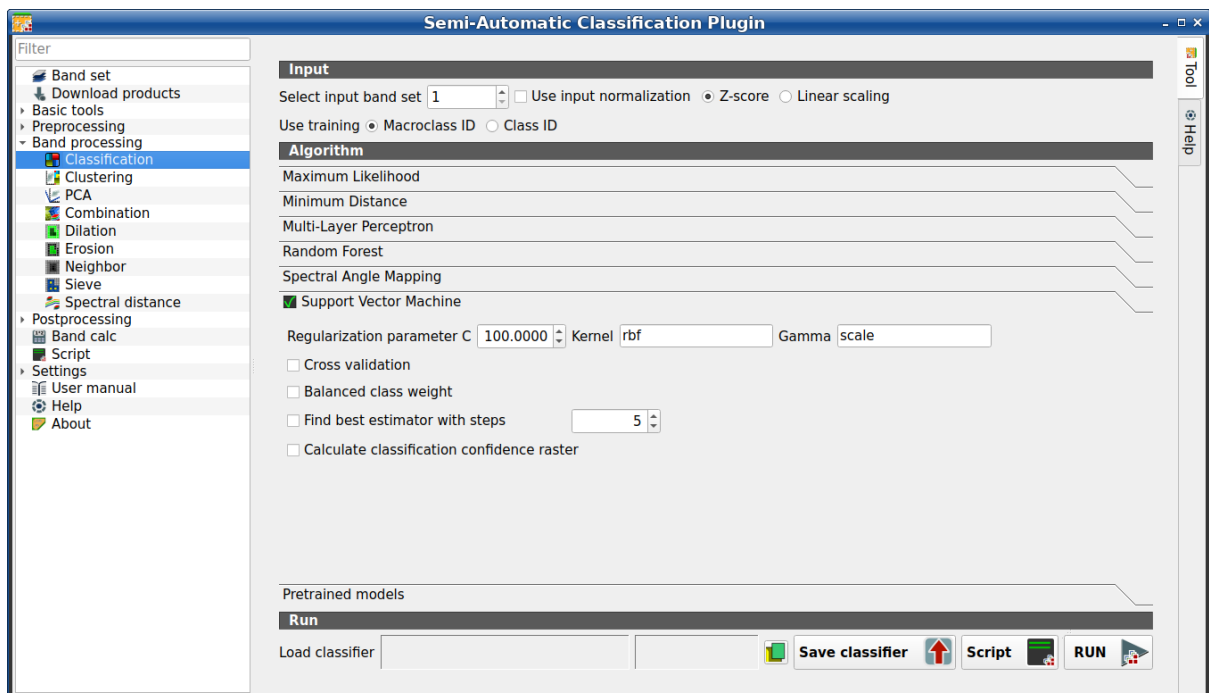 Semi-Automatic Classification Plugin
Filter
Band set
Download products
Basic tools
Preprocessing
Band processing
Classification
Clustering
PCA
Combination
Dilation
Erosion
Neighbor
Sieve
Spectral distance
Postprocessing
Band calc
Script
Settings
User manual
Help
About
Input
Select input band set 1 Use input normalization Z-score Linear scaling
Use training Macroclass ID Class ID
Algorithm
Maximum Likelihood
Minimum Distance
Multi-Layer Perceptron
Random Forest
Spectral Angle Mapping
Support Vector Machine
Regularization parameter C 100.0000 Kernel rbf Gamma scale
Cross validation
Balanced class weight
Find best estimator with steps 5
Calculate classification confidence raster
Pretrained models
Run
Load classifier Save classifier Script RUN
Tool
Help